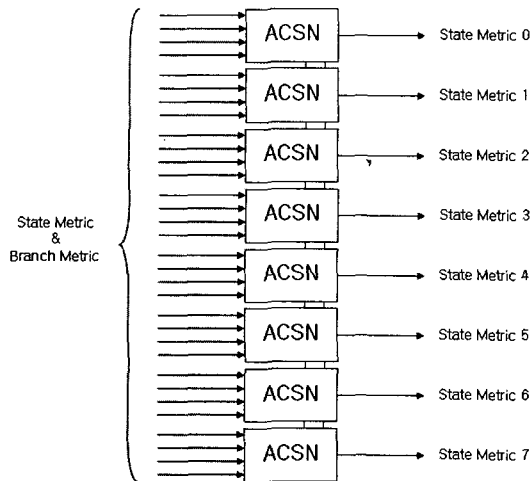 ACSN State Metric 0
ACSN State Metric 1
ACSN State Metric 2
ACSN State Metric 3
State Metric
&
Branch Metric
ACSN State Metric 4
ACSN State Metric 5
ACSN State Metric 6
ACSN State Metric 7